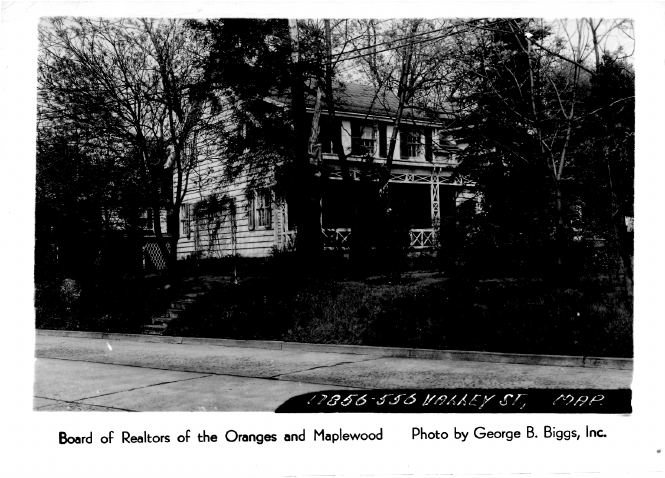 17856-556 VALLEY ST, MAP.
Board of Realtors of the Oranges and Maplewood Photo by George B. Biggs, Inc.